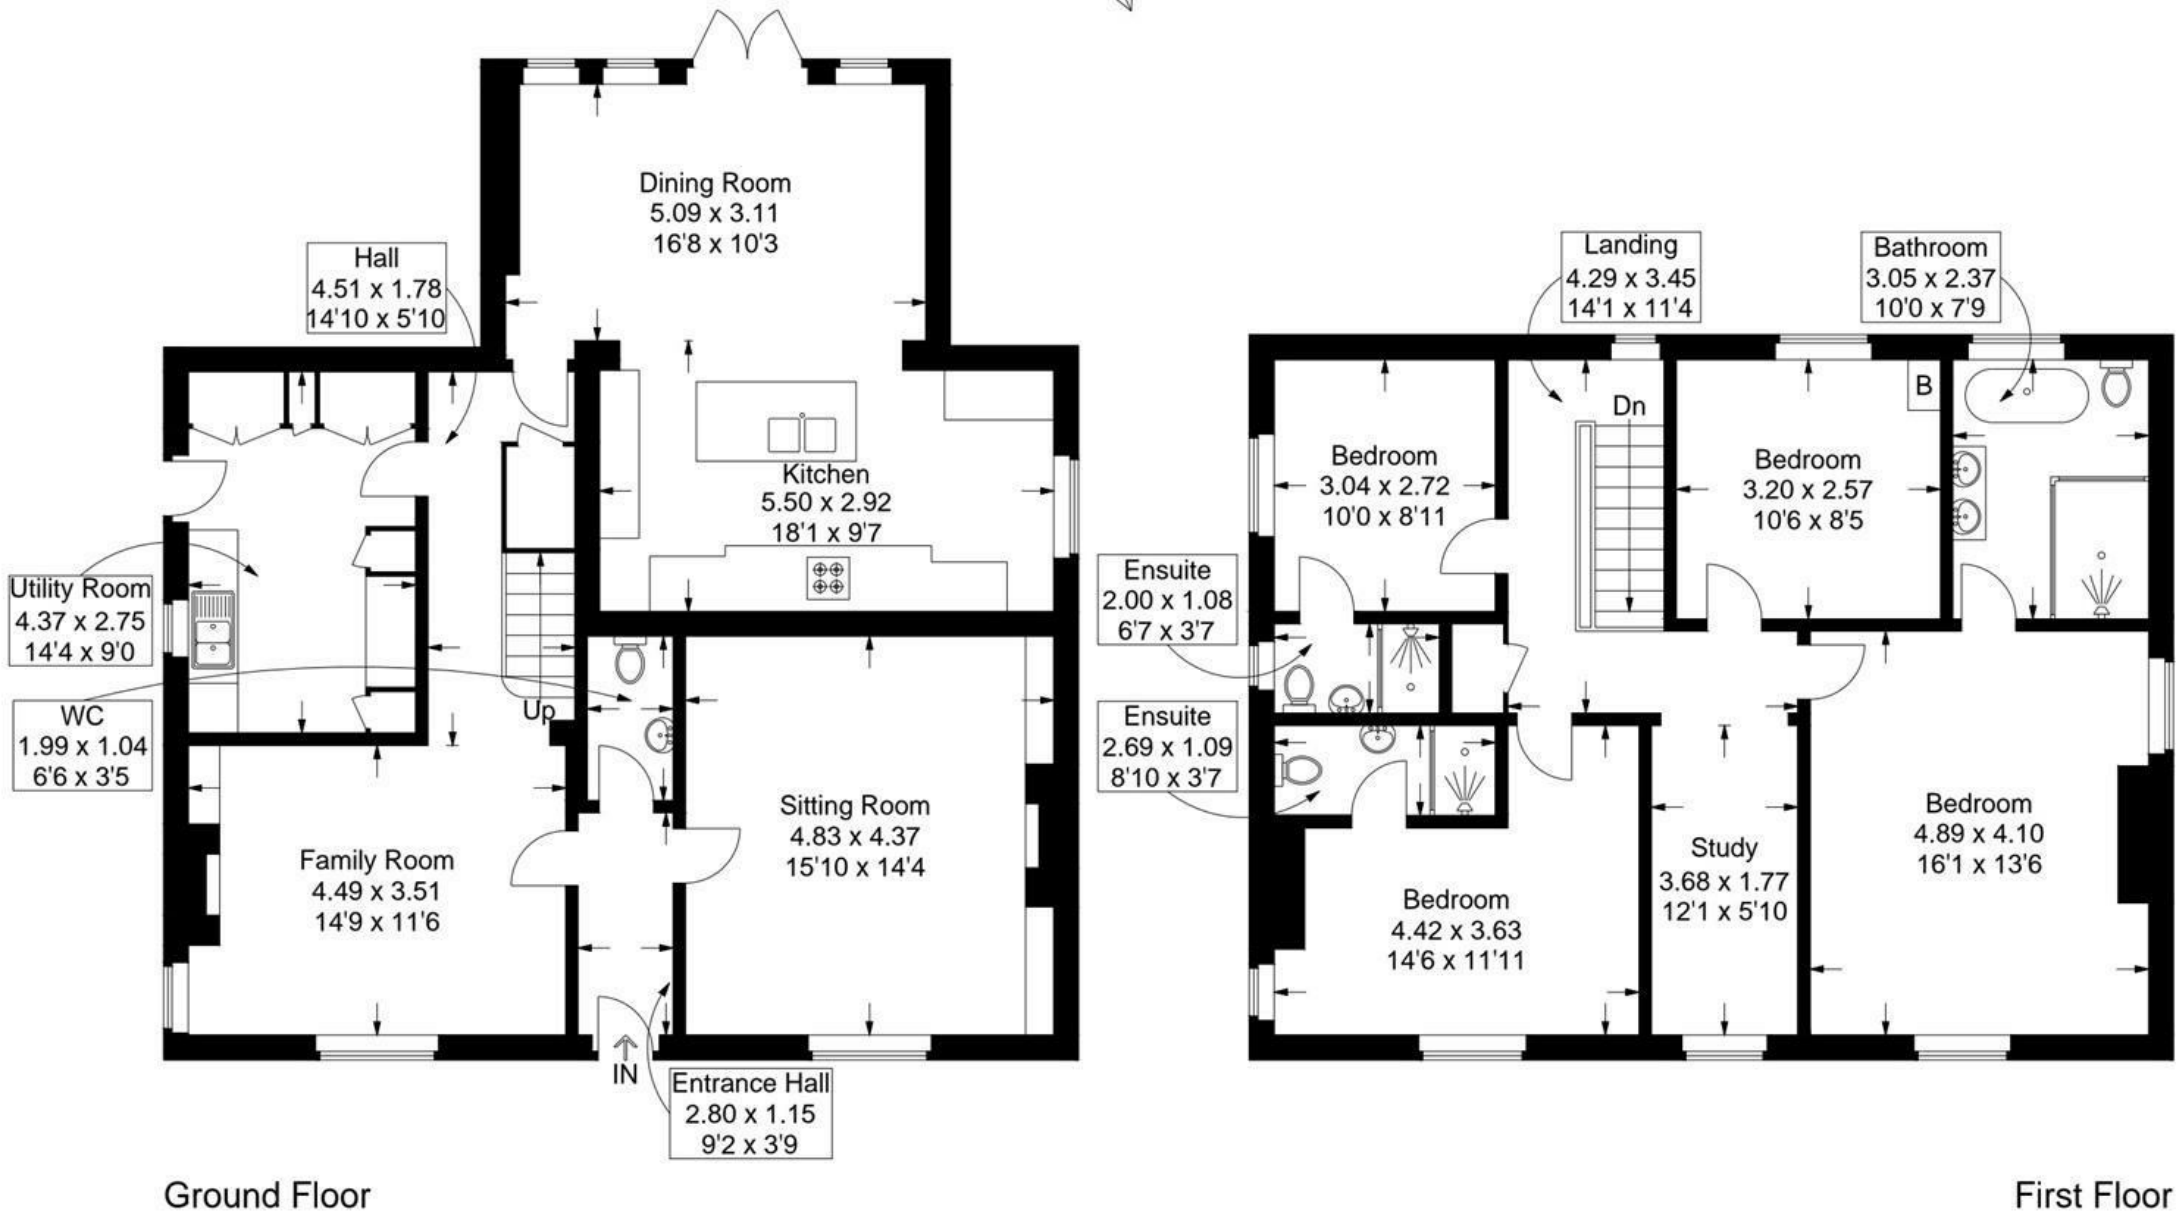 Dining Room
5.09 x 3.11
16'8 x 10'3
Hall
4.51 x 1.78
14'10 x 5'10
Kitchen
5.50 x 2.92
18'1 x 9'7
Utility Room
4.37 x 2.75
14'4 x 9'0
WC
1.99 x 1.04
6'6 x 3'5
Up
Family Room
4.49 x 3.51
14'9 x 11'6
Sitting Room
4.83 x 4.37
15'10 x 14'4
IN
Entrance Hall
2.80 x 1.15
9'2 x 3'9
Ground Floor
Landing
4.29 x 3.45
14'1 x 11'4
Bathroom
3.05 x 2.37
10'0 x 7'9
B
Dn
Bedroom
3.04 x 2.72
10'0 x 8'11
Bedroom
3.20 x 2.57
10'6 x 8'5
Ensuite
2.00 x 1.08
6'7 x 3'7
Ensuite
2.69 x 1.09
8'10 x 3'7
Bedroom
4.42 x 3.63
14'6 x 11'11
Study
3.68 x 1.77
12'1 x 5'10
Bedroom
4.89 x 4.10
16'1 x 13'6
First Floor